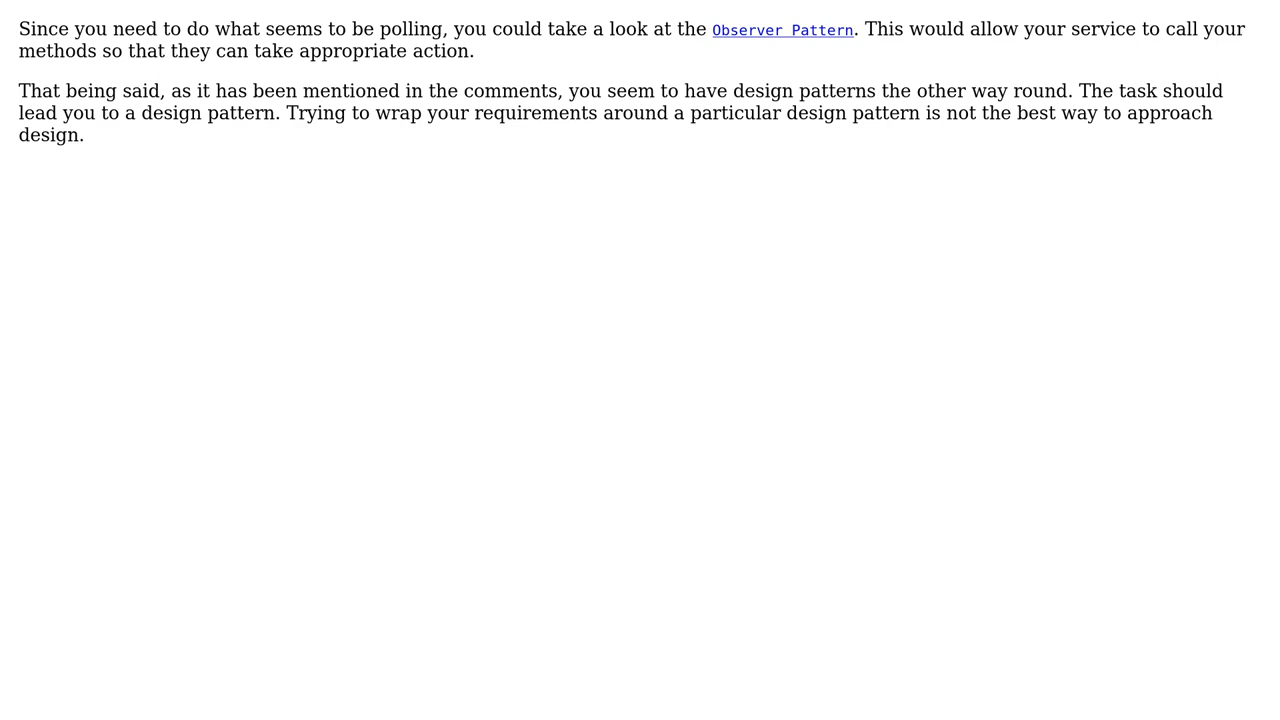 Since you need to do what seems to be polling, you could take a look at the Observer Pattern. This would allow your service to call your
methods so that they can take appropriate action.
That being said, as it has been mentioned in the comments, you seem to have design patterns the other way round. The task should
lead you to a design pattern. Trying to wrap your requirements around a particular design pattern is not the best way to approach
design.